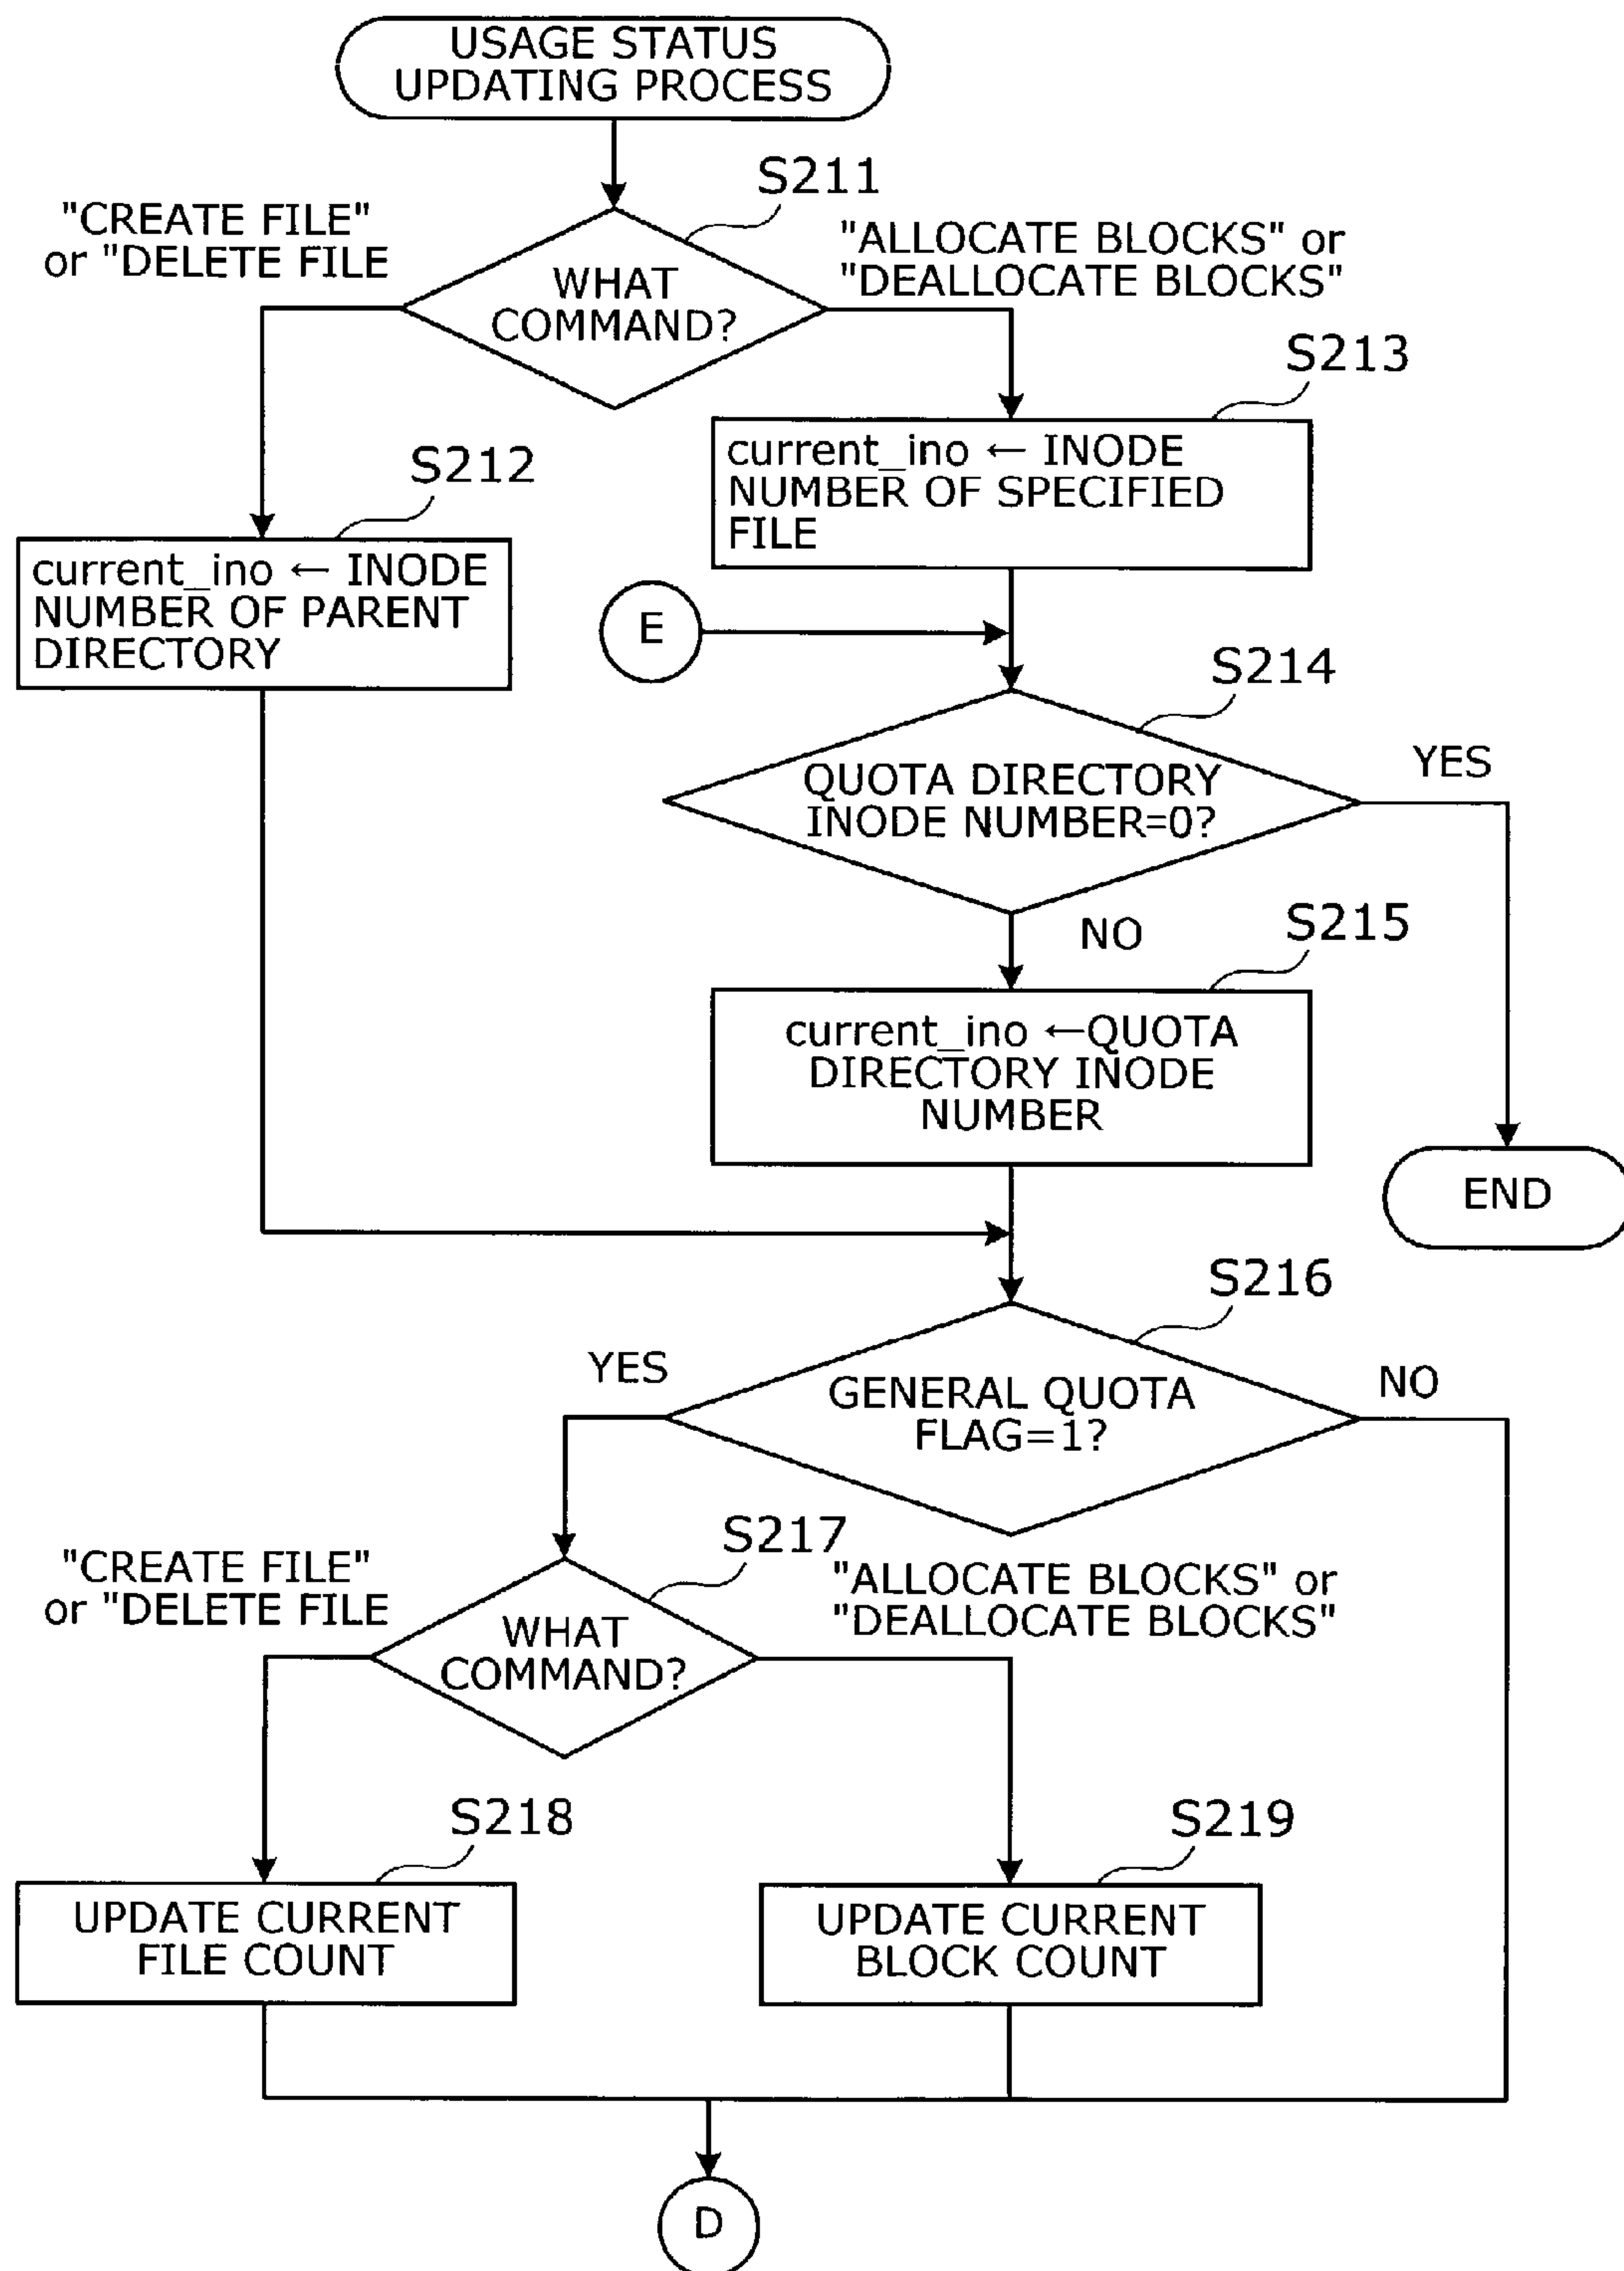 USAGE STATUS
UPDATING PROCESS
S211
"CREATE FILE"
or "DELETE FILE
"ALLOCATE BLOCKS" or
"DEALLOCATE BLOCKS"
WHAT
COMMAND?
S213
current_ino ← INODE
NUMBER OF SPECIFIED
FILE
S212
current_ino ← INODE
NUMBER OF PARENT
DIRECTORY
E
S214
QUOTA DIRECTORY
INODE NUMBER=0?
YES
NO
S215
current_ino ←QUOTA
DIRECTORY INODE
NUMBER
END
S216
YES
GENERAL QUOTA
FLAG=1?
NO
S217
"CREATE FILE"
or "DELETE FILE
"ALLOCATE BLOCKS" or
"DEALLOCATE BLOCKS"
WHAT
COMMAND?
S218
UPDATE CURRENT
FILE COUNT
S219
UPDATE CURRENT
BLOCK COUNT
D